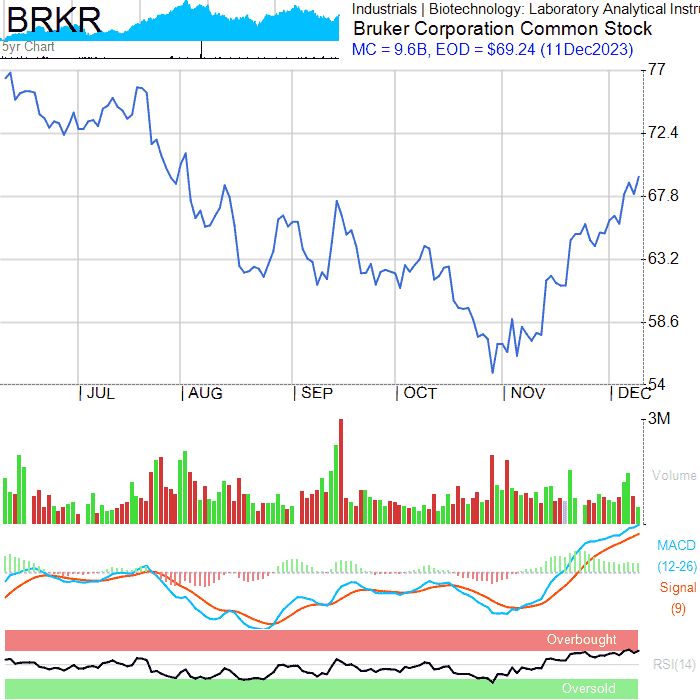 BRKR
5yr Chart
Industrials | Biotechnology: Laboratory Analytical Instru
Bruker Corporation Common Stock
MC = 9.6B, EOD = $69.24 (11Dec2023)
77
72.4
67.8
63.2
58.6
54
| JUL | AUG | SEP | OCT | NOV | DEC
3M
Volume
MACD
(12-26)
Signal
(9)
Overbought
RSI(14)
Oversold